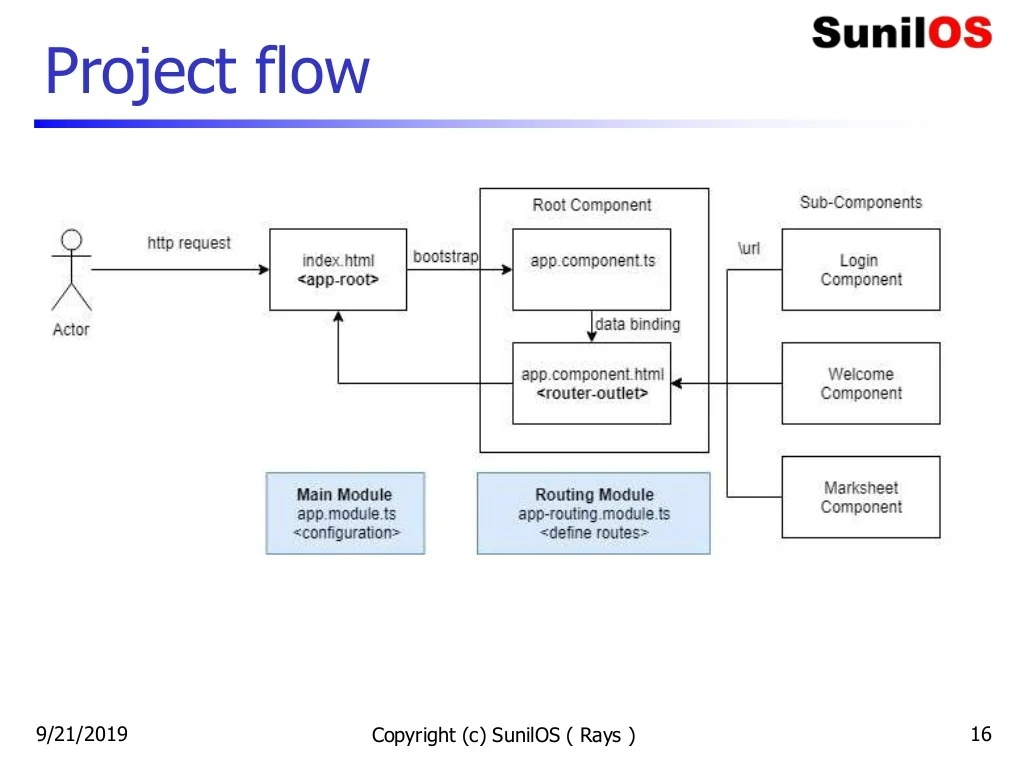 SunilOS
Project flow
http request
Actor
index.html
<app-root>
bootstrap
Root Component
app.component.ts
data binding
app.component.html
<router-outlet>
Sub-Components
\url
Login
Component
Welcome
Component
Marksheet
Component
Main Module
app.module.ts
<configuration>
Routing Module
app-routing.module.ts
<define routes>
9/21/2019
Copyright (c) SunilOS ( Rays )
16